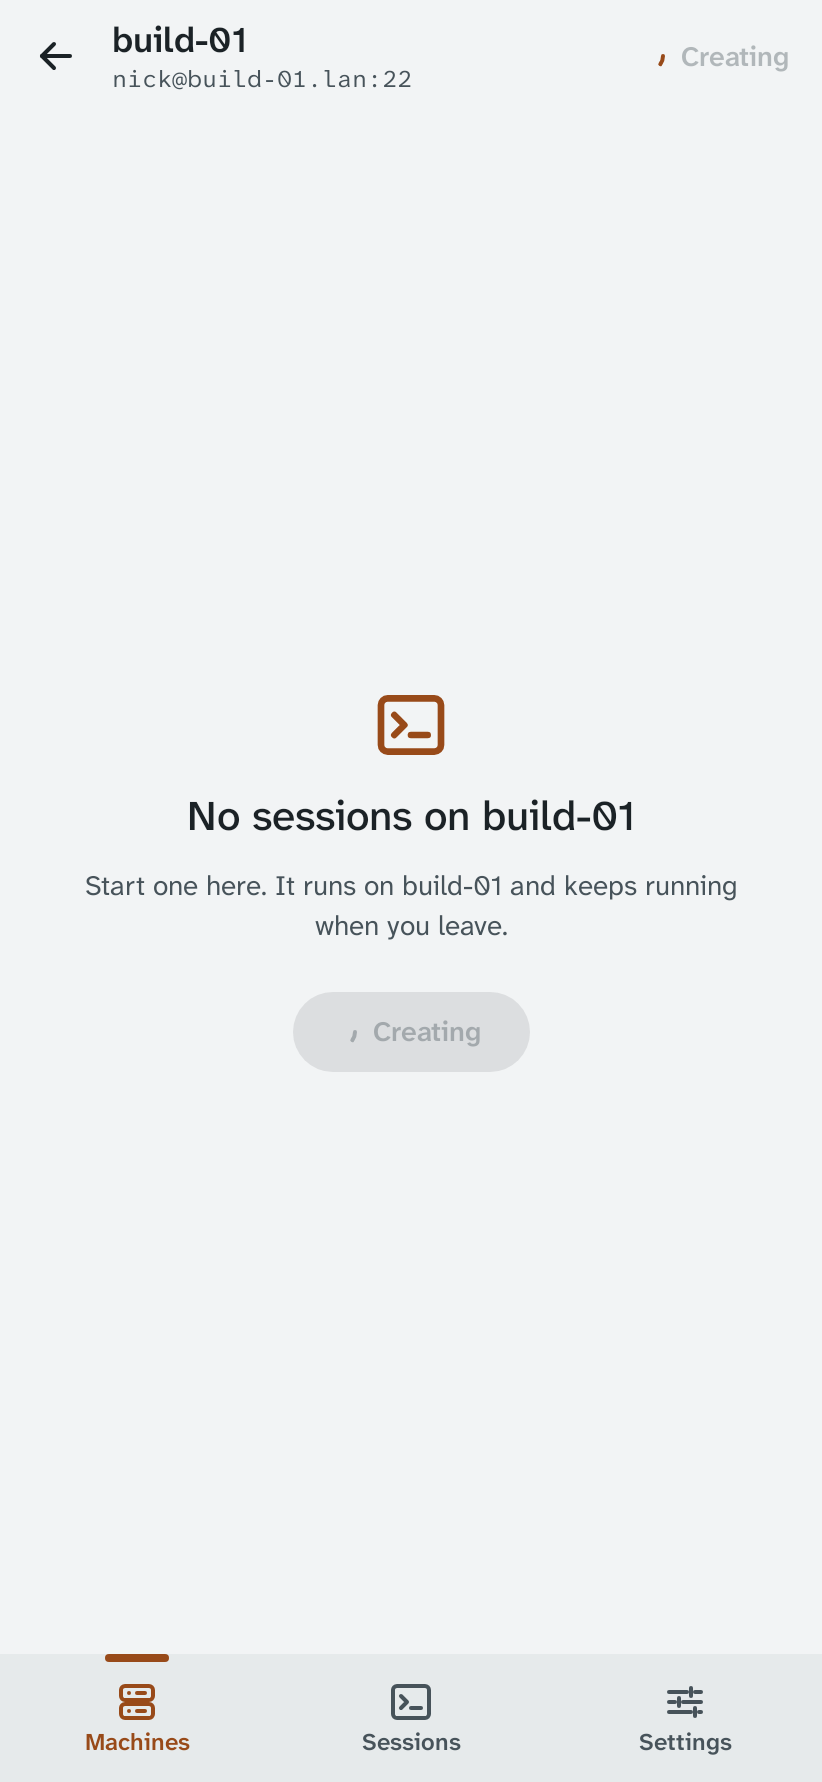 build-01
nick@build-01.lan:22
Creating
No sessions on build-01
Start one here. It runs on build-01 and keeps running
when you leave.
Creating
Machines
Sessions
Settings